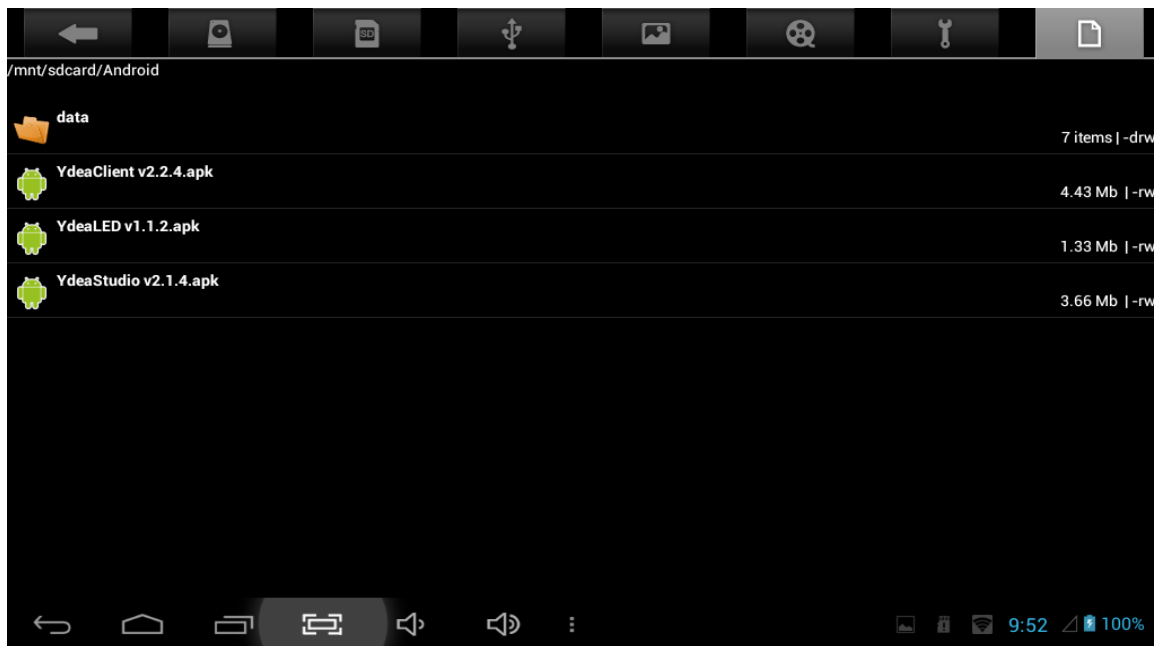 SD
/mnt/sdcard/Android
data
7 items | -drw
YdeaClient v2.2.4.apk
4.43 Mb | -rw
YdeaLED v1.1.2.apk
1.33 Mb | -rw
YdeaStudio v2.1.4.apk
3.66 Mb | -rw
9:52 100%